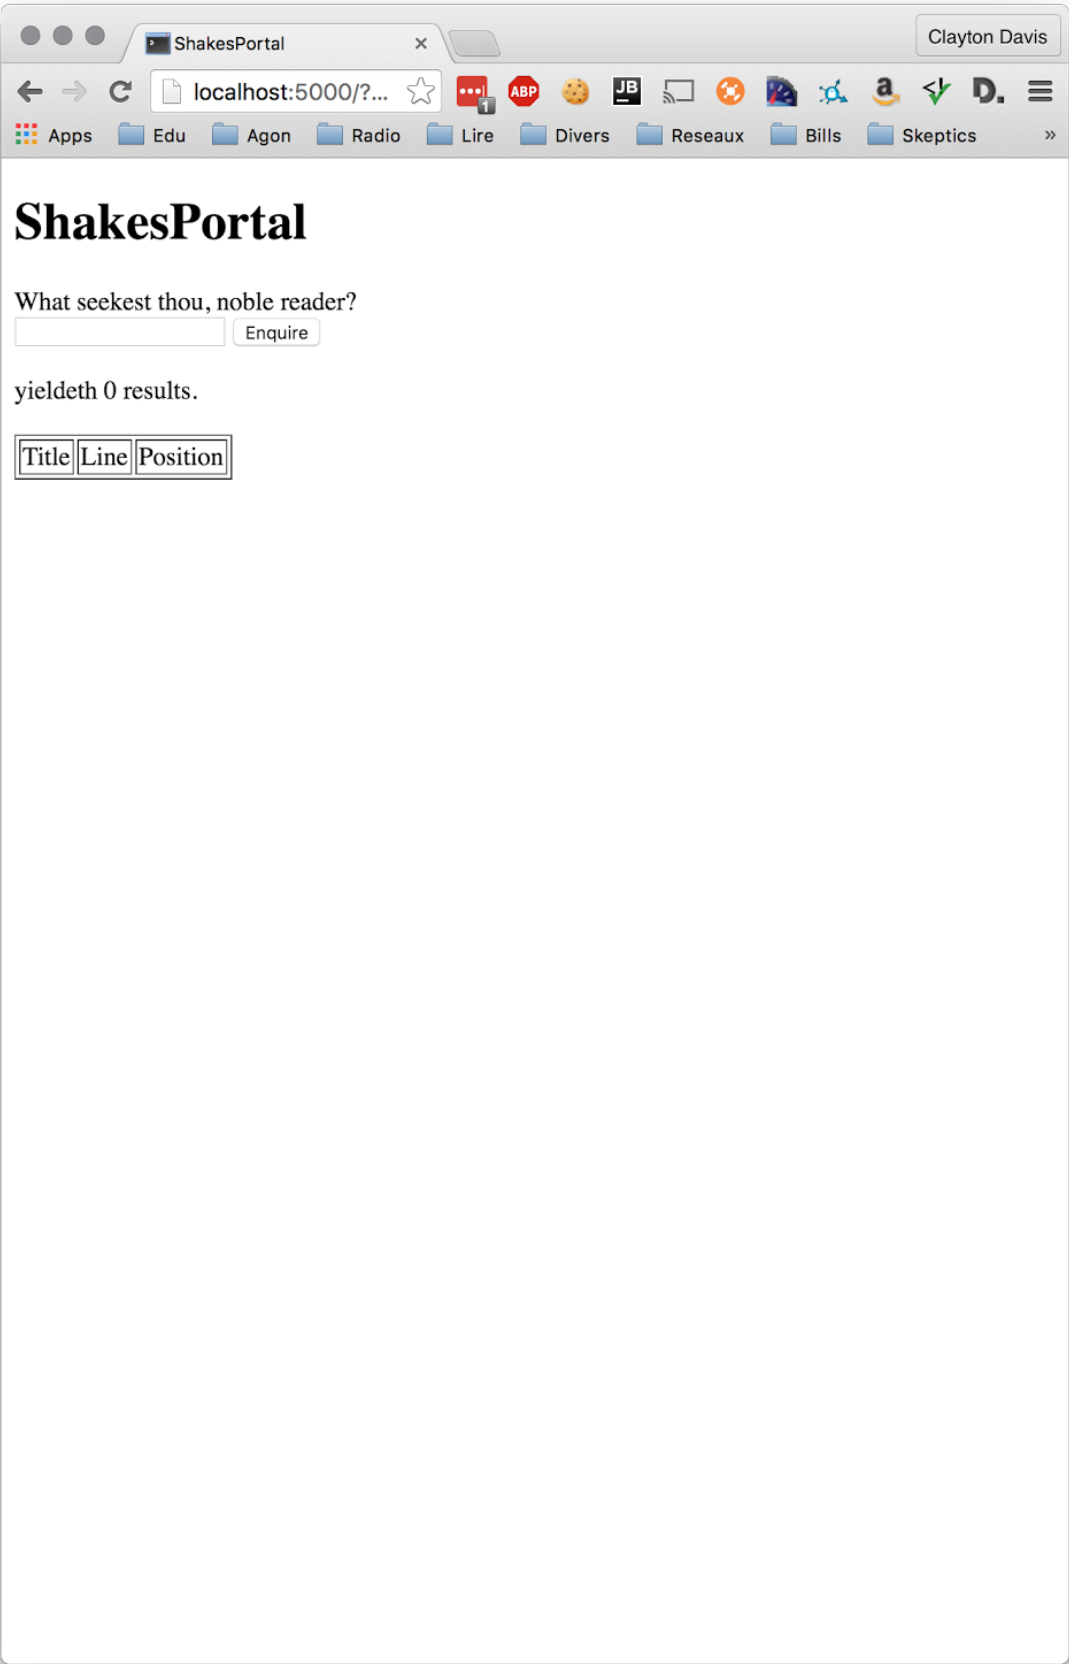 ShakesPortal
Clayton Davis
localhost:5000/?...
1
ABP
JB
a
D.
Apps Edu Agon Radio Lire Divers Reseaux Bills Skeptics »
ShakesPortal
What seekest thou, noble reader?
Enquire
yieldeth 0 results.
Title Line Position